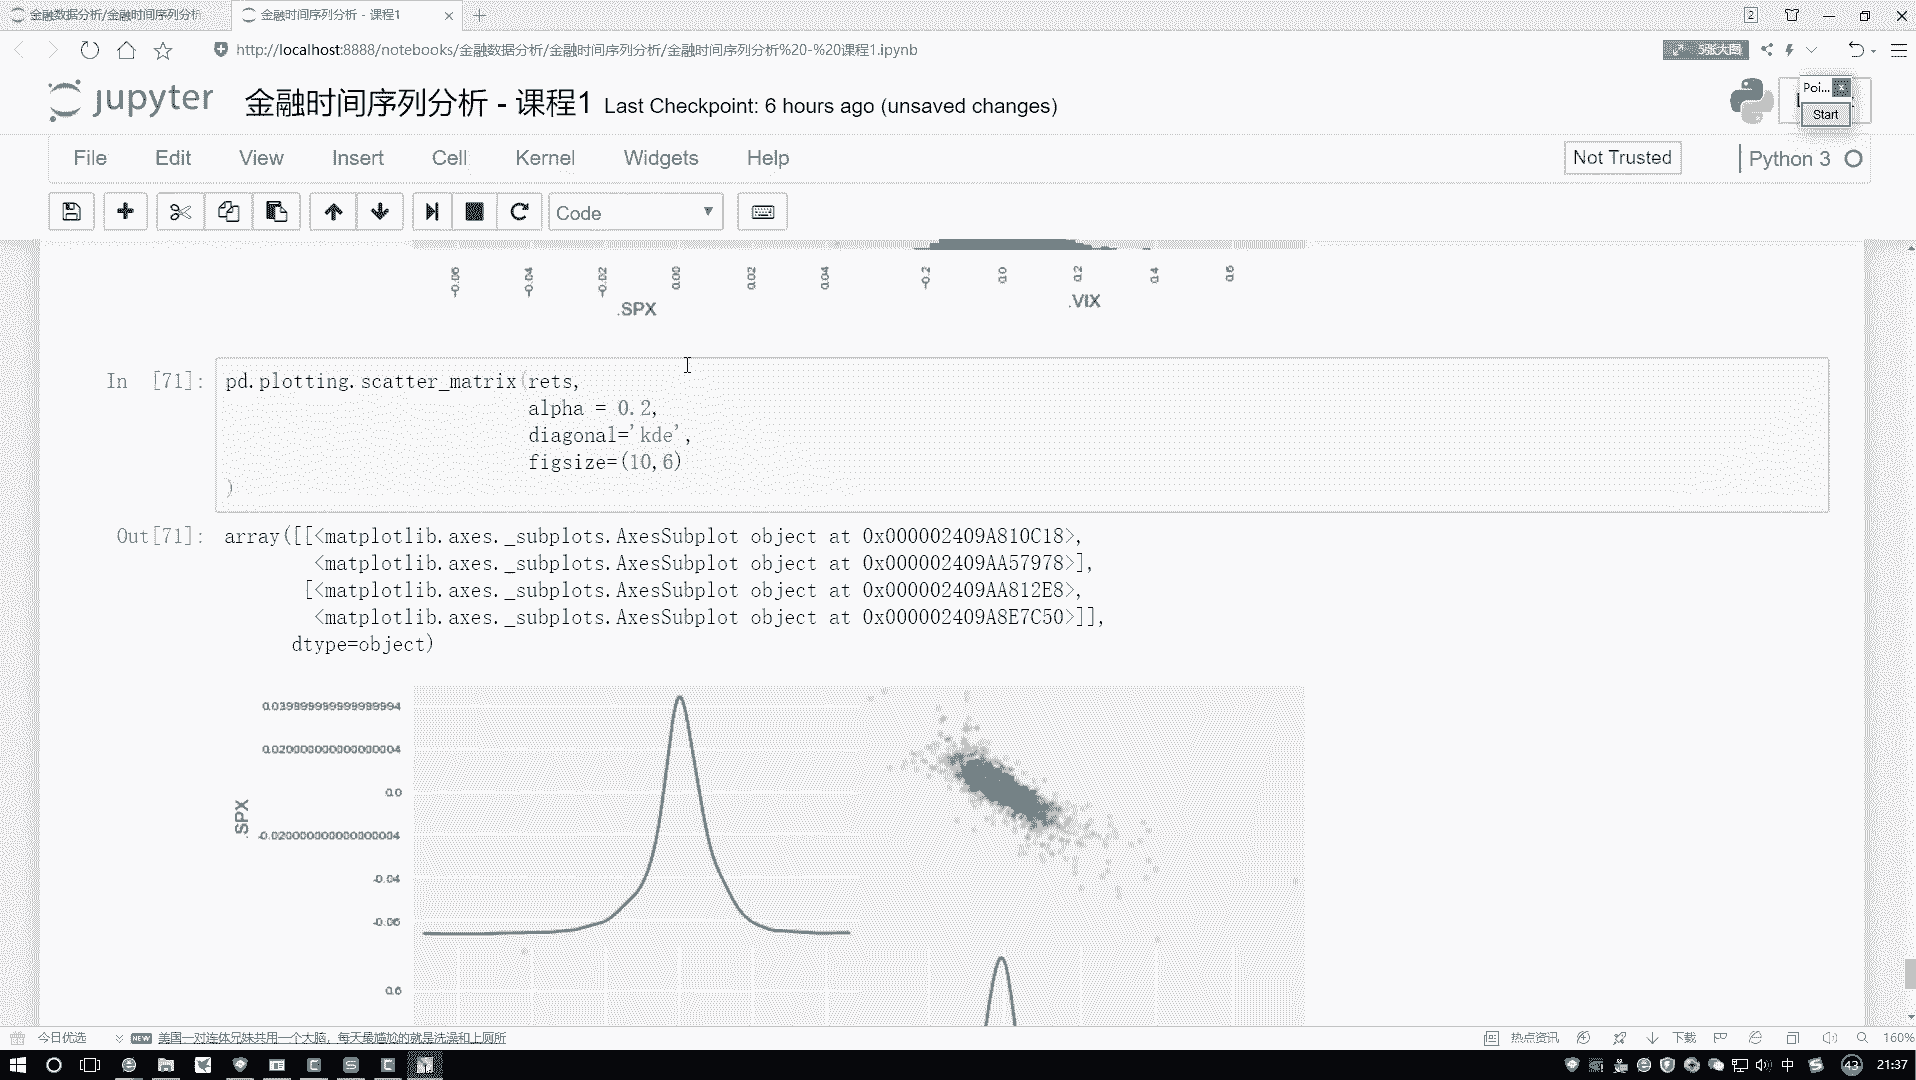 金融数据分析/金融时间序列分析
金融时间序列分析 - 课程1
2
http://localhost:8888/notebooks/金融数据分析/金融时间序列分析/金融时间序列分析%20-%20课程1.ipynb
5张大图
jupyter 金融时间序列分析 - 课程1 Last Checkpoint: 6 hours ago (unsaved changes)
Poi...
Start
File Edit View Insert Cell Kernel Widgets Help
Not Trusted
Python 3
Code
-0.06 -0.04 -0.02 0.00 0.02 0.04
-0.2 0.0 0.2 0.4 0.6
.SPX
.VIX
In [71]: pd.plotting.scatter_matrix(rets,
alpha = 0.2,
diagonal='kde',
figsize=(10,6)
)
Out[71]: array([[<matplotlib.axes._subplots.AxesSubplot object at 0x000002409A810C18>,
<matplotlib.axes._subplots.AxesSubplot object at 0x000002409AA57978>],
[<matplotlib.axes._subplots.AxesSubplot object at 0x000002409AA812E8>,
<matplotlib.axes._subplots.AxesSubplot object at 0x000002409A8E7C50>]],
dtype=object)
0.039999999999999994
0.020000000000000004
0.0
-0.020000000000000004
-0.04
-0.06
.SPX
0.6
今日优选
NEW
美国一对连体兄妹共用一个大脑，每天最尴尬的就是洗澡和上厕所
热点资讯
下载
160%
中
43
21:37